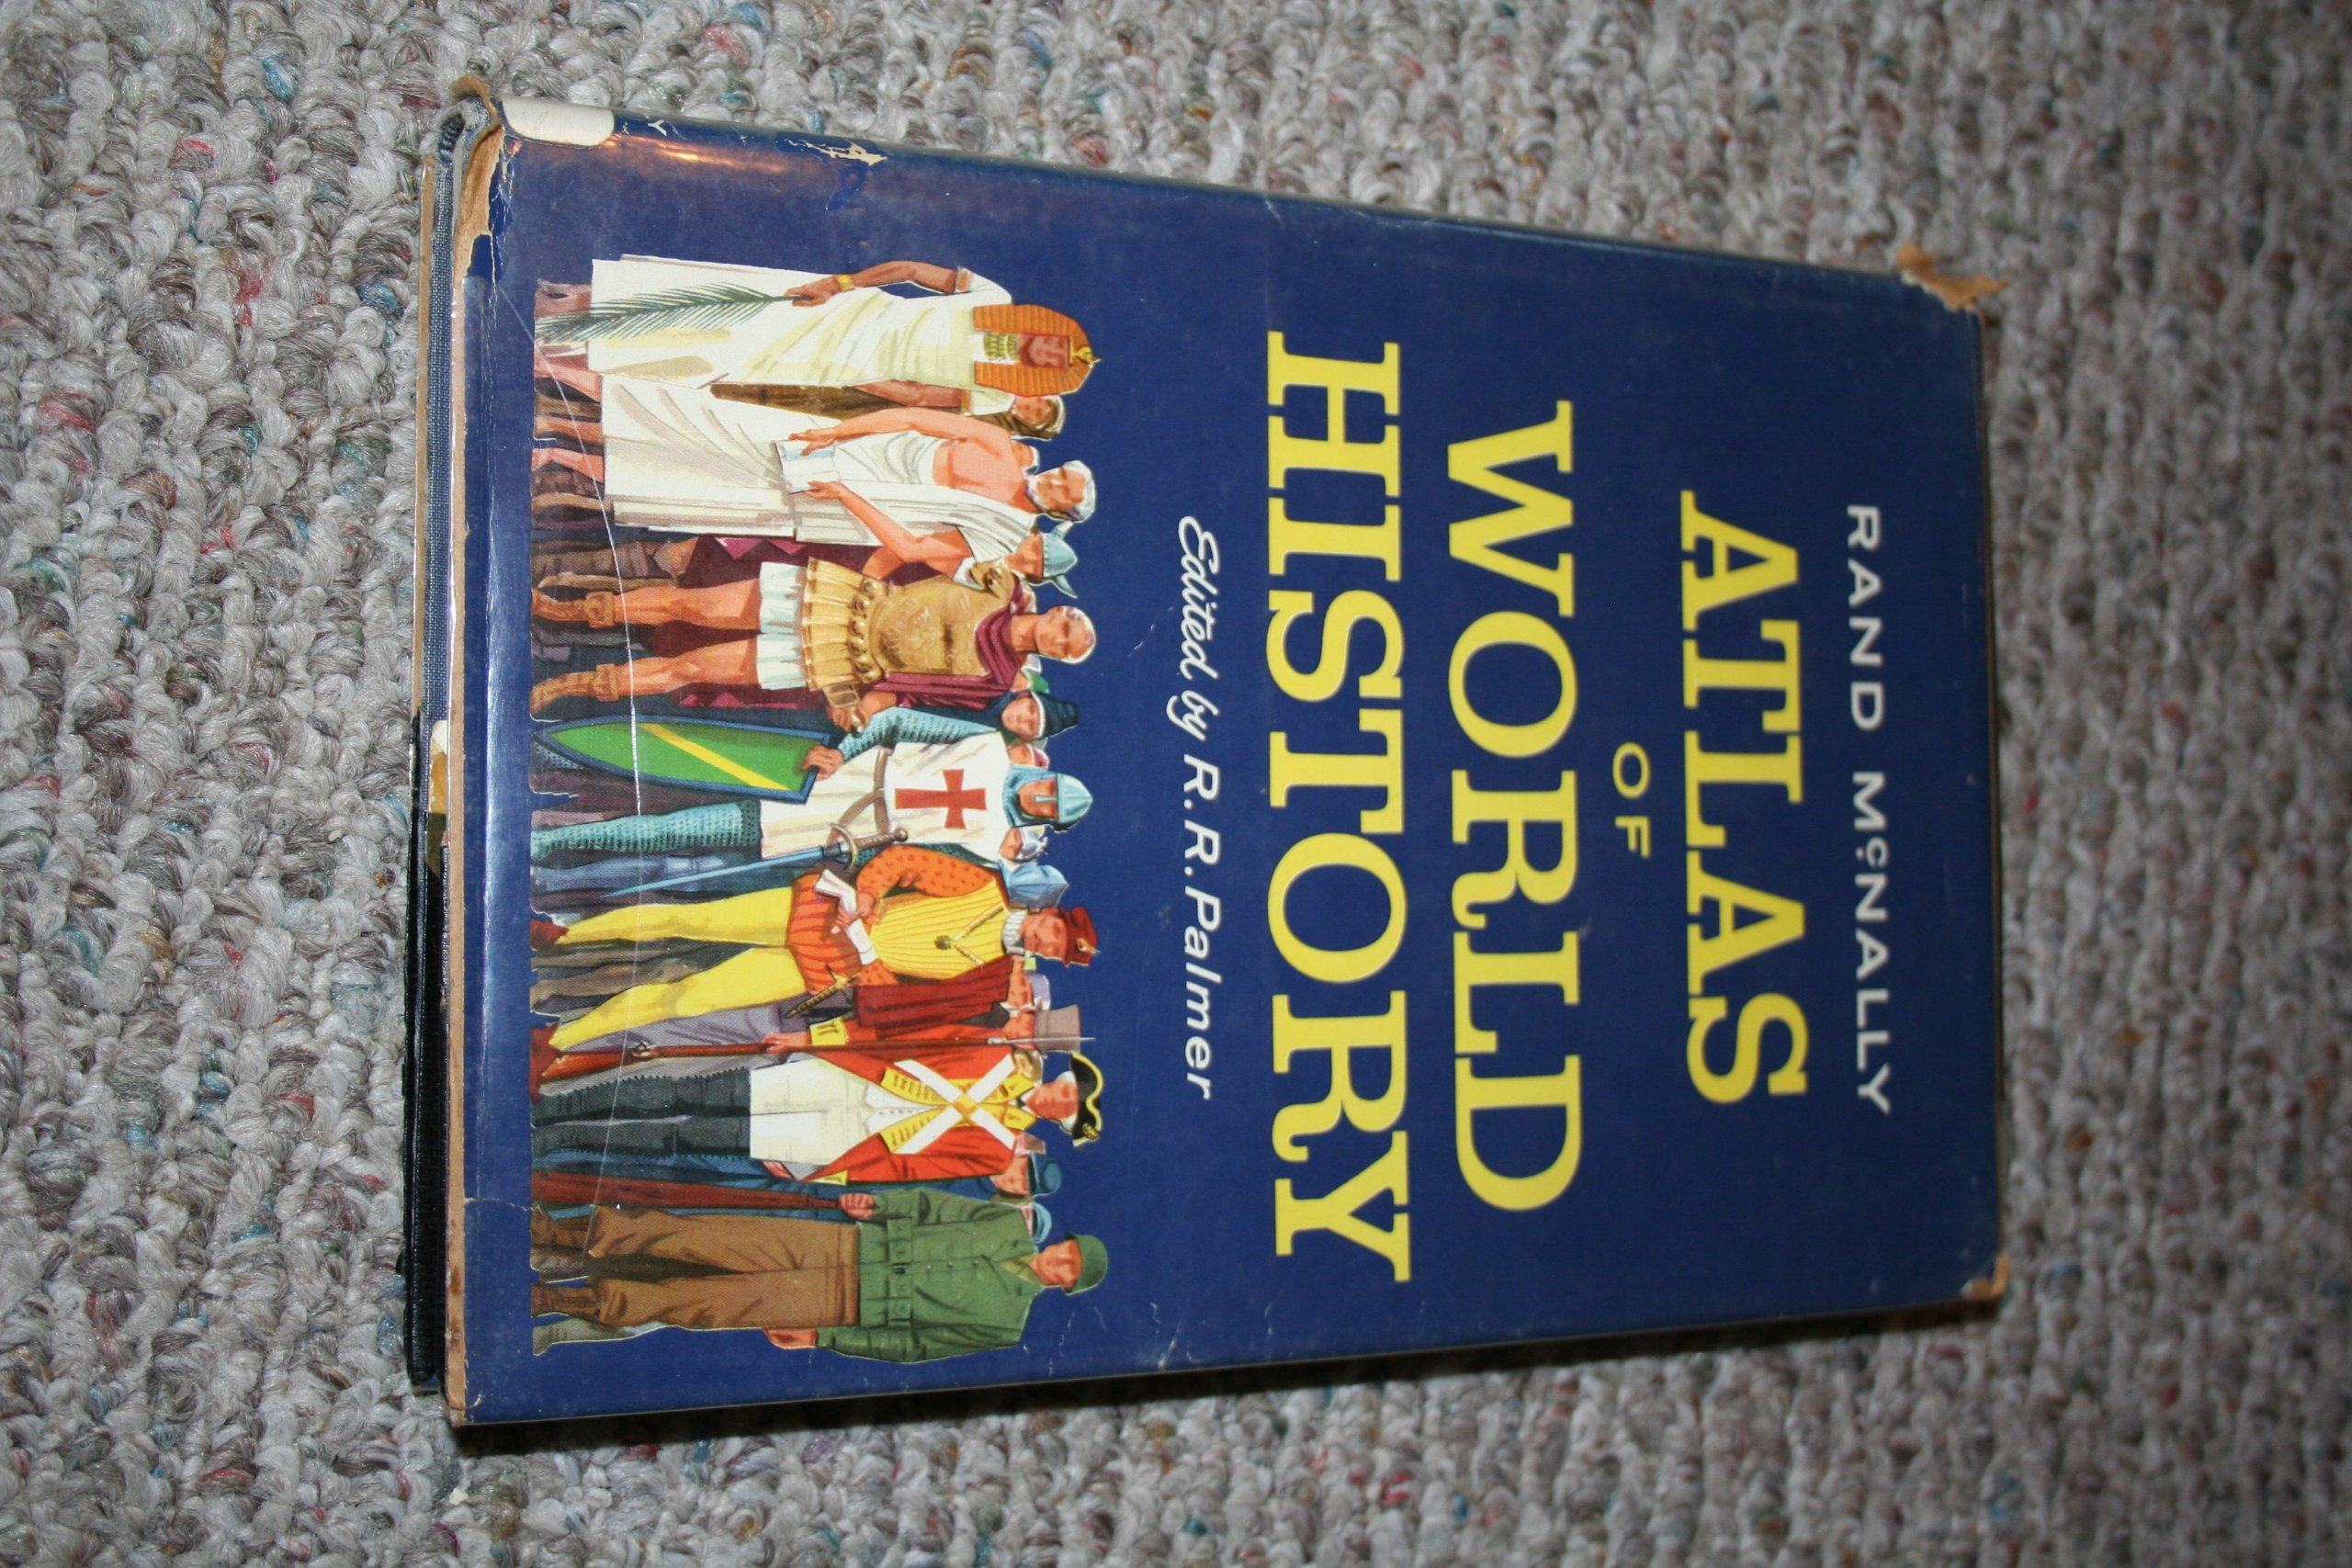 RAND McNALLY
ATLAS
OF
WORLD
HISTORY
Edited by R. R. Palmer